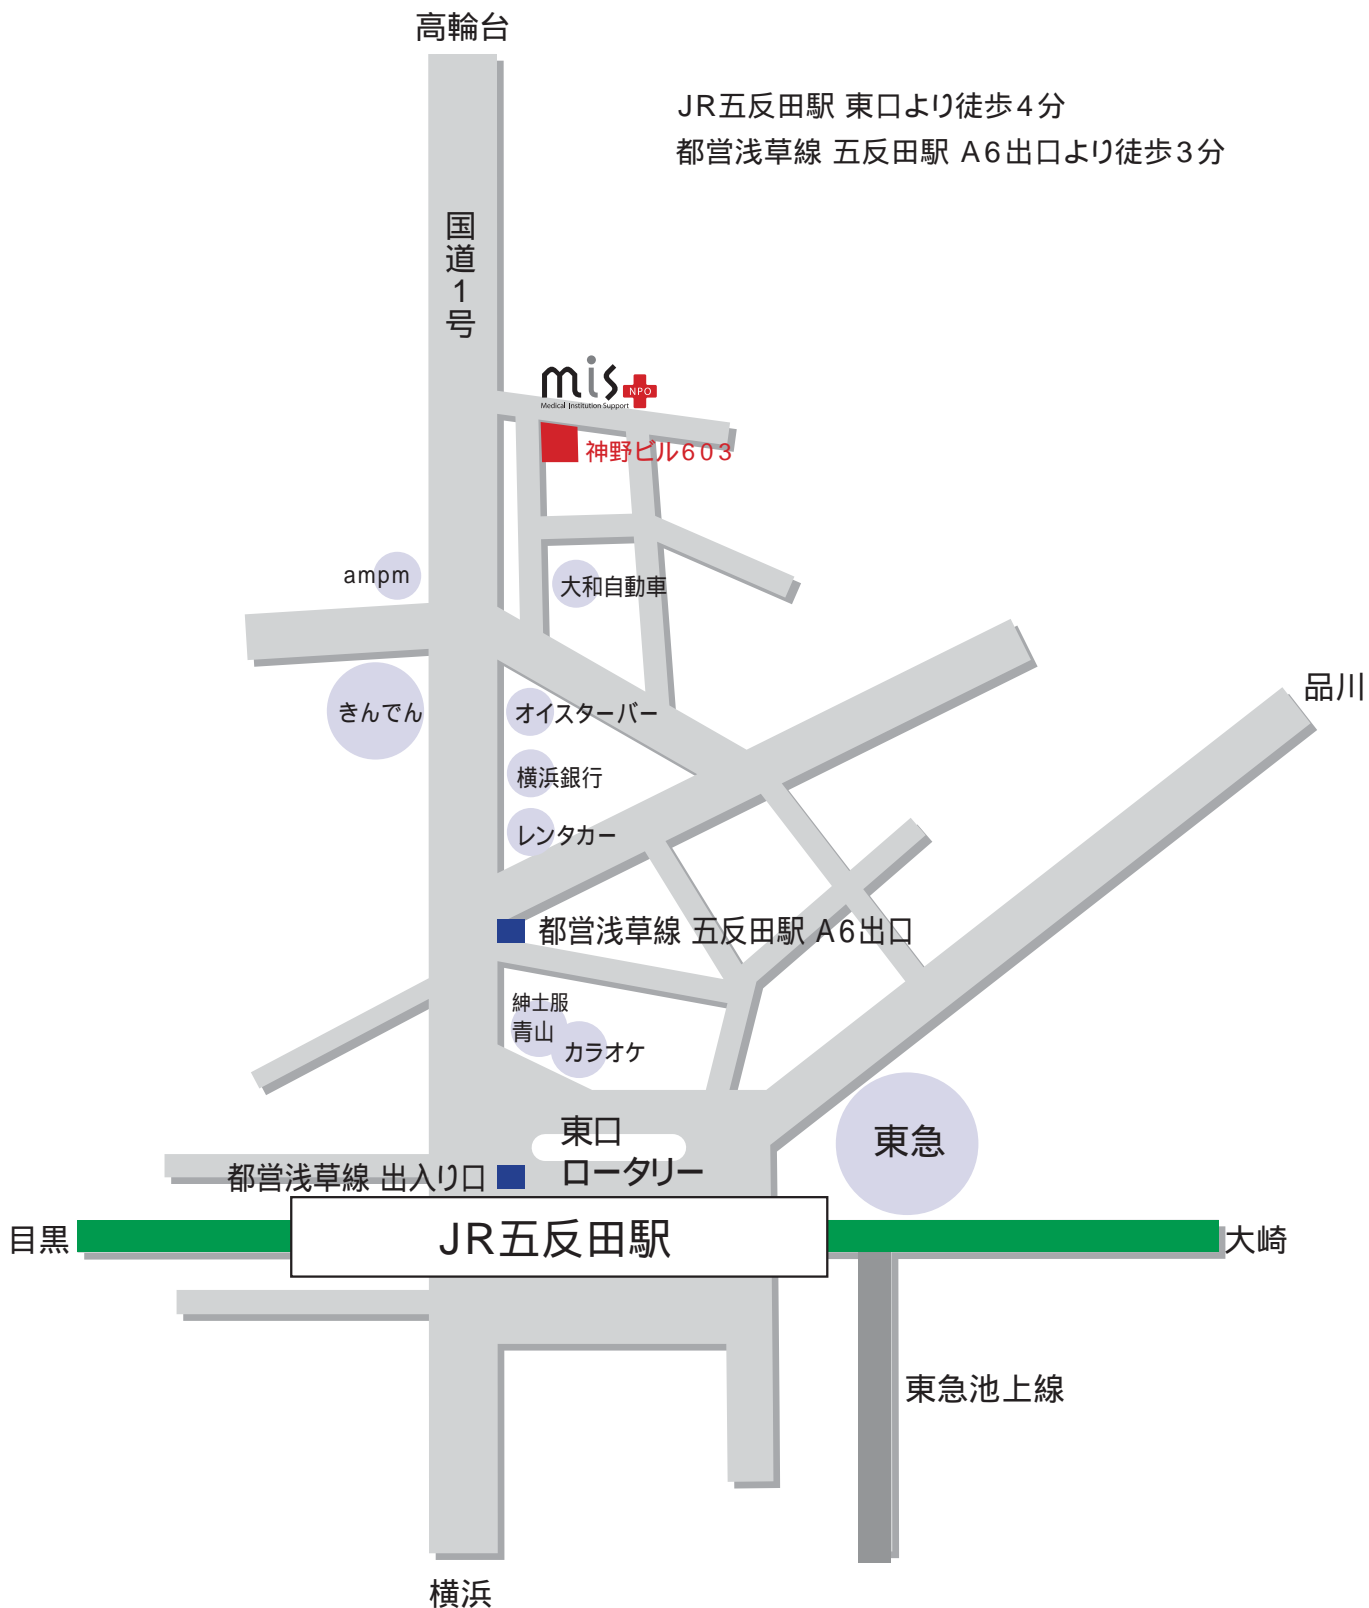 高輪台
JR五反田駅 東口より徒歩4分
都営浅草線 五反田駅 A6出口より徒歩3分
国道1号
mis
NPO
Medical Institution Support
神野ビル603
ampm
大和自動車
きんでん
オイスターバー
品川
横浜銀行
レンタカー
都営浅草線 五反田駅 A6出口
紳士服
青山
カラオケ
東口
ロータリー
東急
都営浅草線 出入り口
目黒
JR五反田駅
大崎
東急池上線
横浜